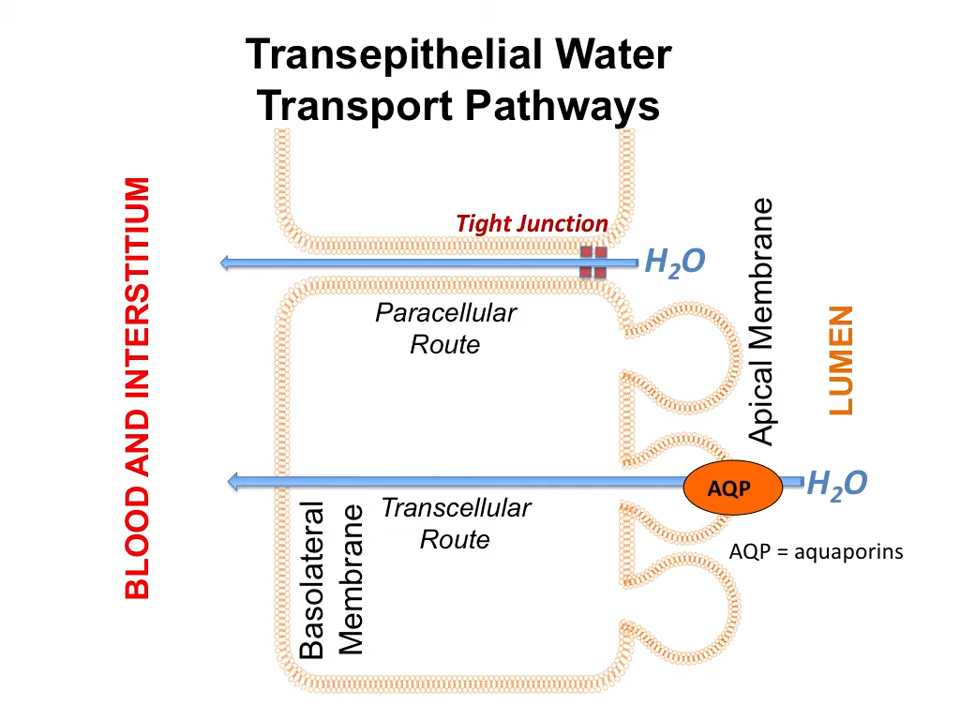 Transepithelial Water
Transport Pathways
BLOOD AND INTERSTITIUM
Tight Junction
H₂O
Paracellular
Route
Apical Membrane
LUMEN
AQP
H₂O
Transcellular
Route
Basolateral
Membrane
AQP = aquaporins